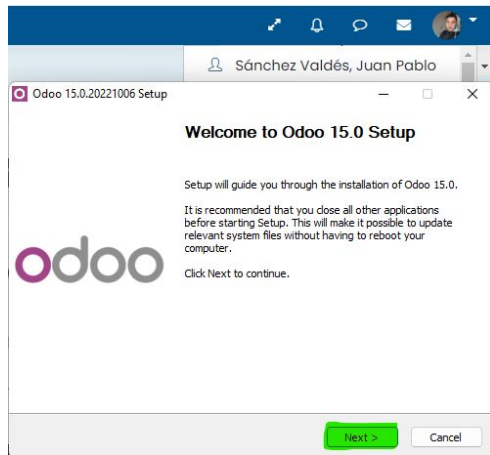 Sánchez Valdés, Juan Pablo
Odoo 15.0.20221006 Setup
Welcome to Odoo 15.0 Setup
Setup will guide you through the installation of Odoo 15.0.
It is recommended that you close all other applications
before starting Setup. This will make it possible to update
relevant system files without having to reboot your
computer.
odoo
Click Next to continue.
Next >
Cancel